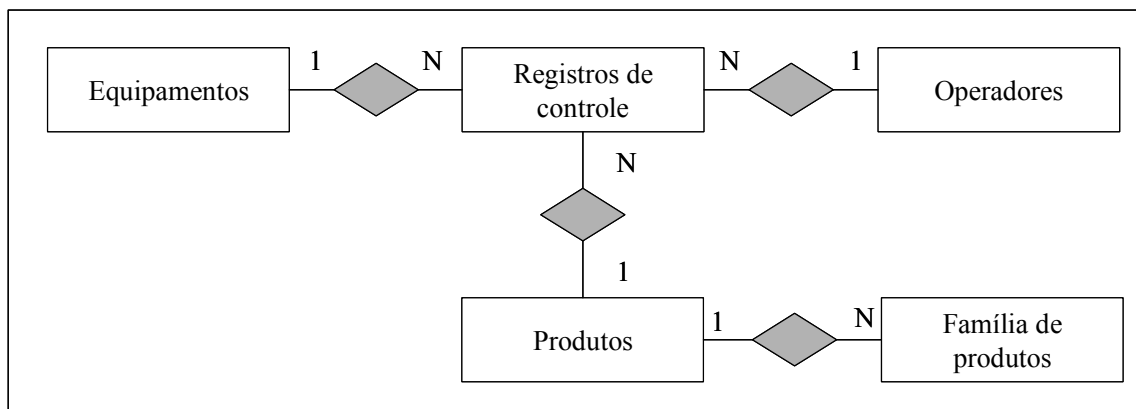 1 N N 1
Equipamentos
Registros de
controle
Operadores
N
1
1 N
Produtos
Família de
produtos